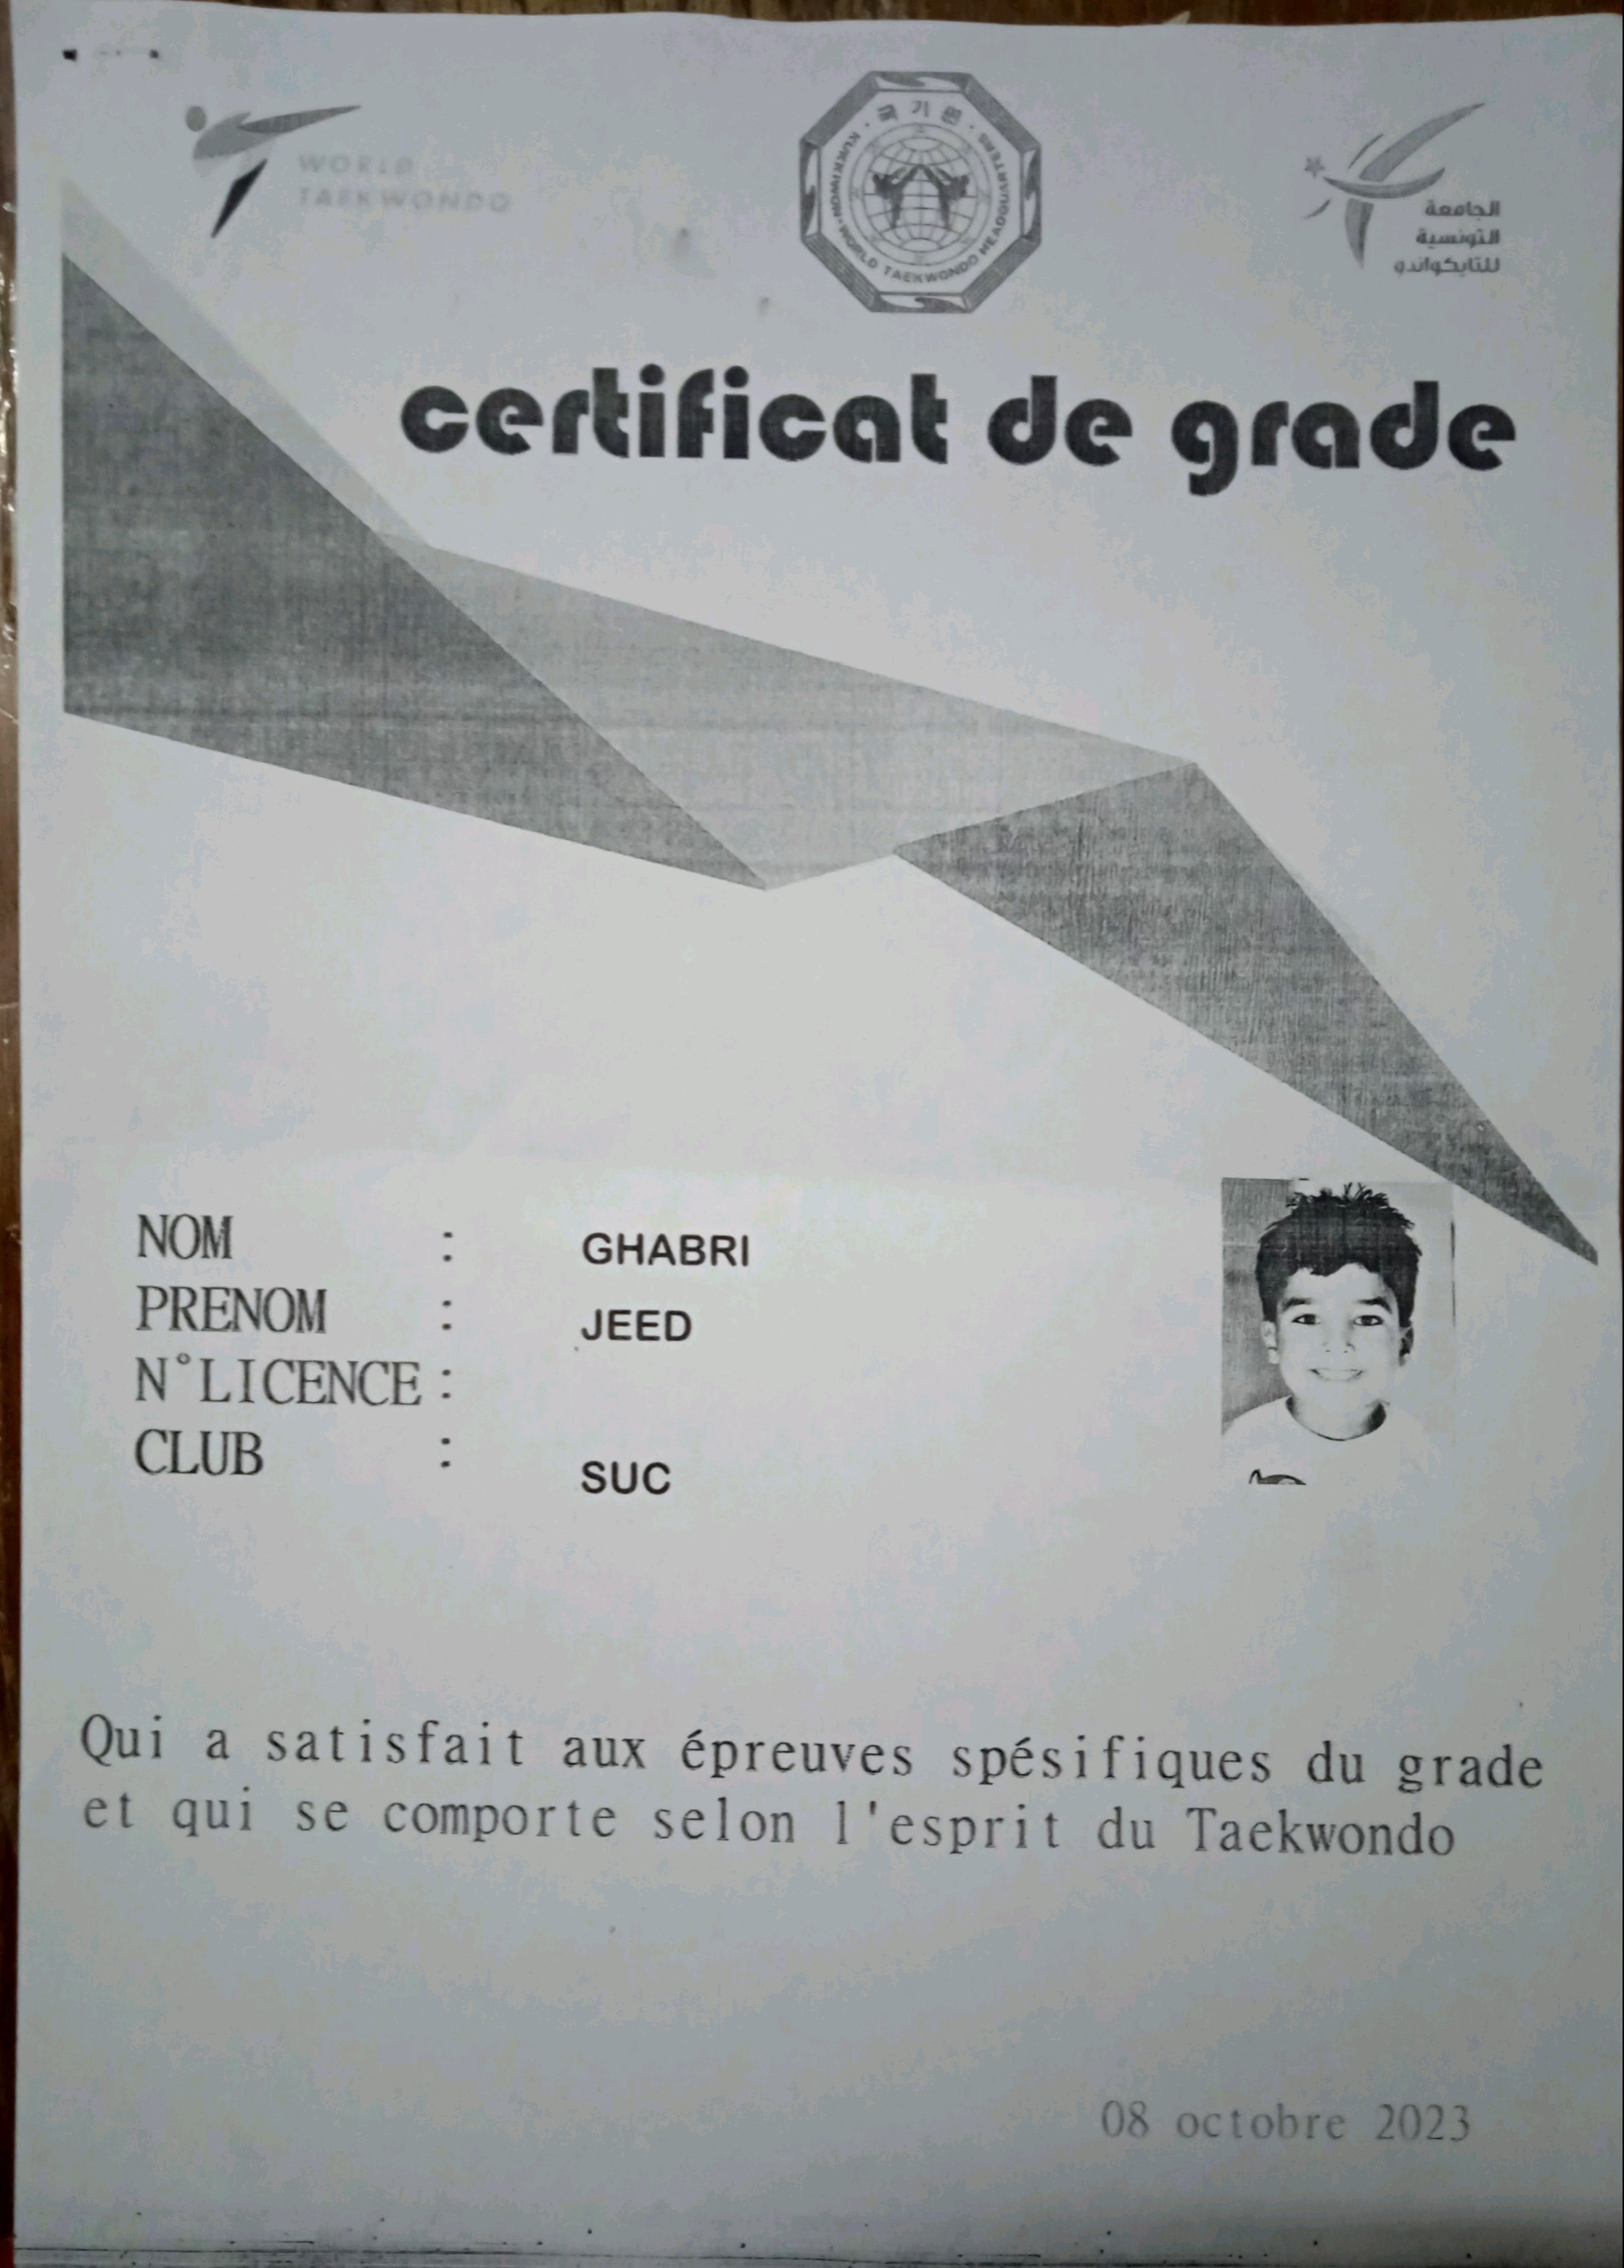 WORLD
TAEKWONDO
국기원
KUKKIWON · WORLD TAEKWONDO HEADQUARTERS
الجامعة
التونسية
للتايكواندو
certificat de grade
NOM : GHABRI
PRENOM : JEED
N°LICENCE :
CLUB : SUC
Qui a satisfait aux épreuves spésifiques du grade
et qui se comporte selon l'esprit du Taekwondo
08 octobre 2023